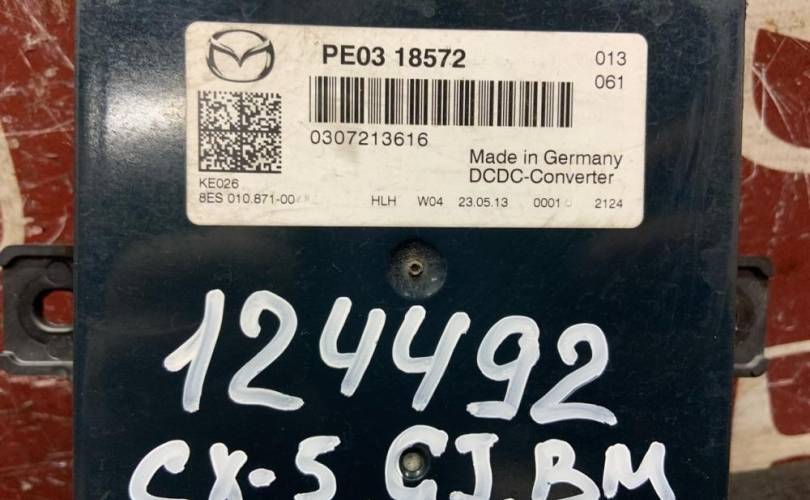 PE03 18572
013
061
0307213616
Made in Germany
DCDC-Converter
KE026
8ES 010.871-00
HLH W04 23.05.13 0001 2124
124492
CX-5 GJ.BM